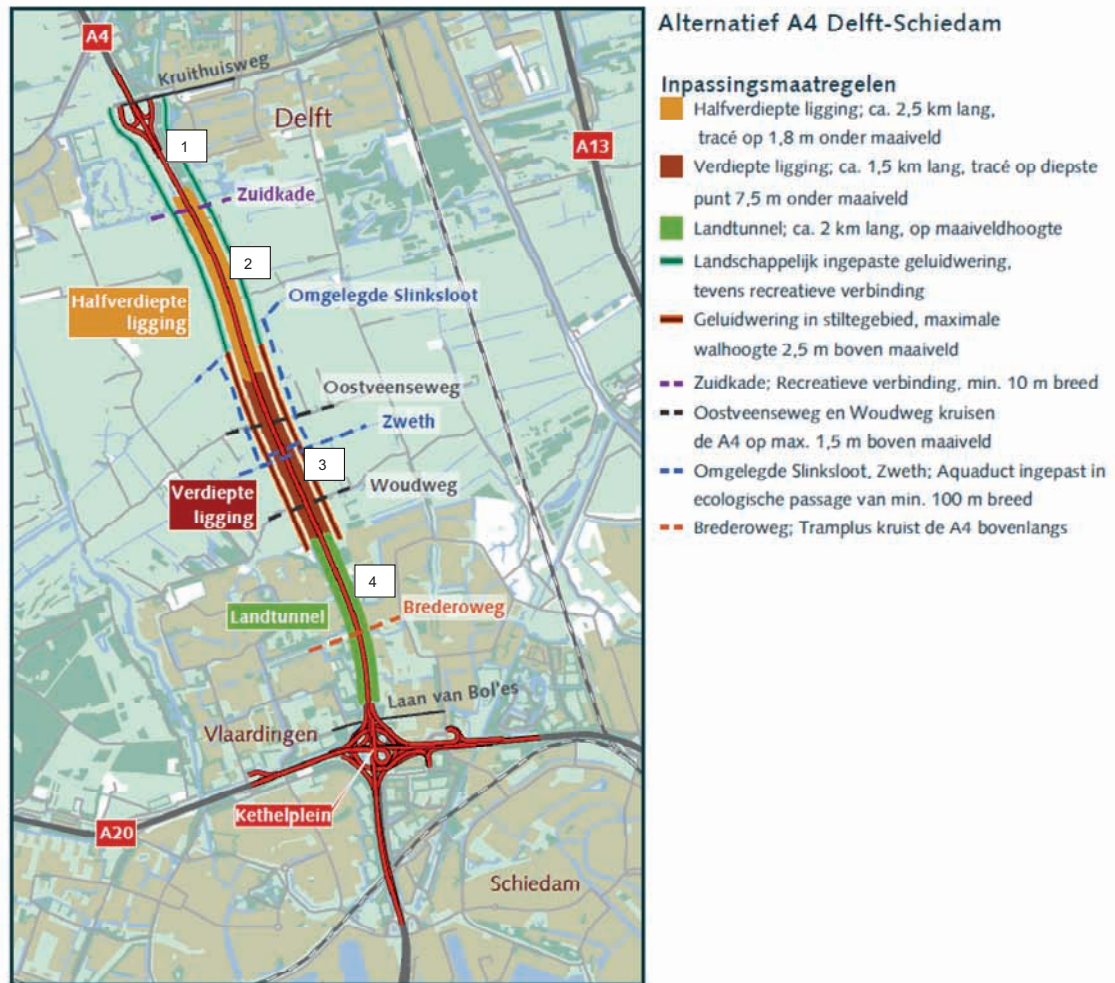 A4
Kruithuisweg
Delft
1
A13
Zuidkade
2
Omgelegde Slinksloot
Halfverdiepte
ligging
Oostveenseweg
Zweth
3
Woudweg
Verdiepte
ligging
4
Landtunnel
Brederoweg
Laan van Bol'es
Vlaardingen
Kethelplein
A20
Schiedam
Alternatief A4 Delft-Schiedam
Inpassingsmaatregelen
Halfverdiepte ligging; ca. 2,5 km lang,
tracé op 1,8 m onder maaiveld
Verdiepte ligging; ca. 1,5 km lang, tracé op diepste
punt 7,5 m onder maaiveld
Landtunnel; ca. 2 km lang, op maaiveldhoogte
Landschappelijk ingepaste geluidwering,
tevens recreatieve verbinding
Geluidwering in stiltegebied, maximale
walhoogte 2,5 m boven maaiveld
Zuidkade; Recreatieve verbinding, min. 10 m breed
Oostveenseweg en Woudweg kruisen
de A4 op max. 1,5 m boven maaiveld
Omgelegde Slinksloot, Zweth; Aquaduct ingepast in
ecologische passage van min. 100 m breed
Brederoweg; Tramplus kruist de A4 bovenlangs